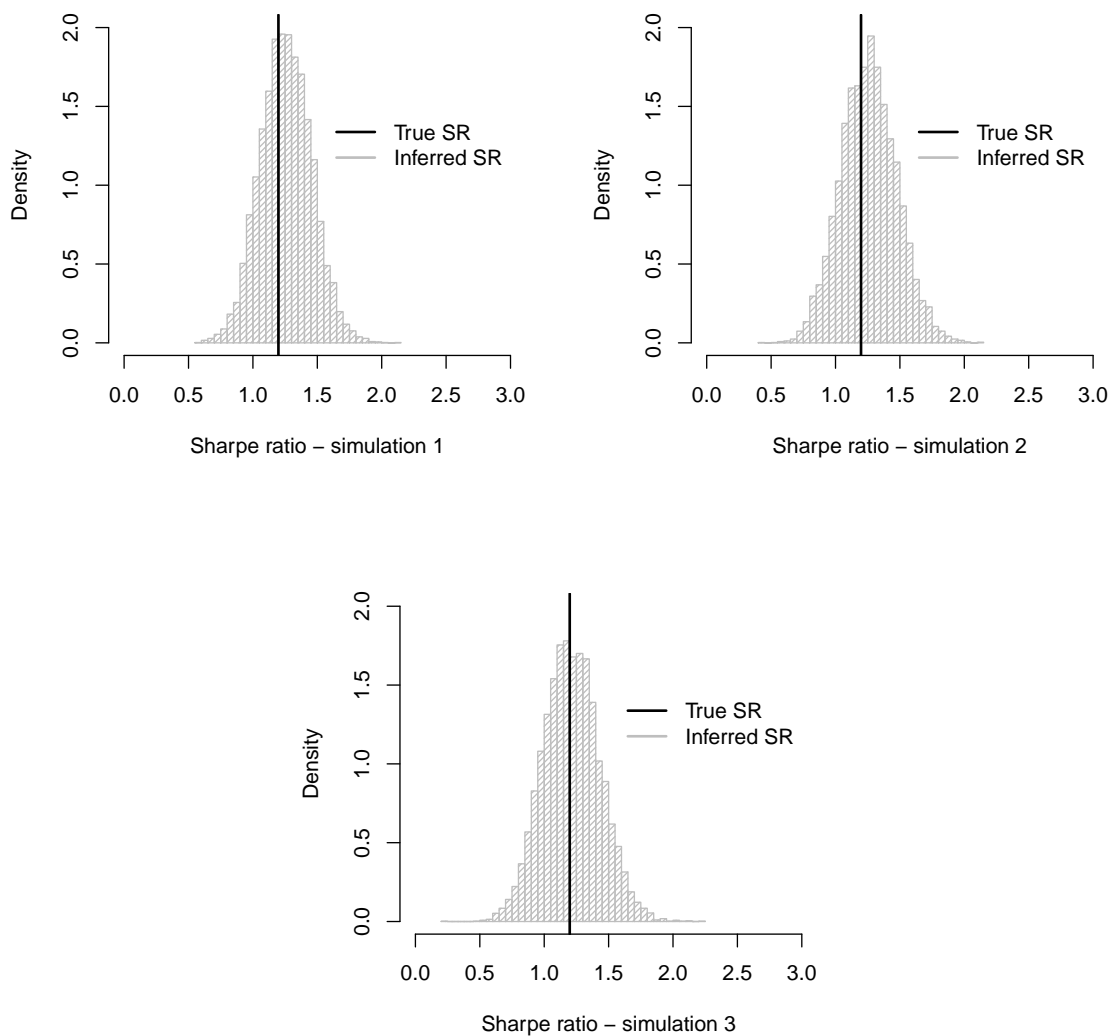 2.0
2.0
1.5
True SR
1.5
True SR
Density
Inferred SR
Density
Inferred SR
1.0
1.0
0.5
0.5
0.0
0.0
0.0 0.5 1.0 1.5 2.0 2.5 3.0
0.0 0.5 1.0 1.5 2.0 2.5 3.0
Sharpe ratio – simulation 1
Sharpe ratio – simulation 2
2.0
1.5
True SR
Inferred SR
Density
1.0
0.5
0.0
0.0 0.5 1.0 1.5 2.0 2.5 3.0
Sharpe ratio – simulation 3